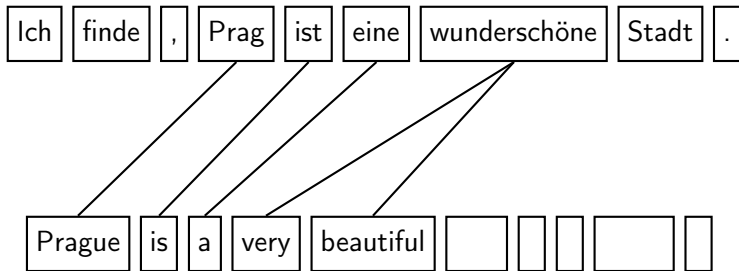 Ich finde , Prag ist eine wunderschöne Stadt .
Prague is a very beautiful